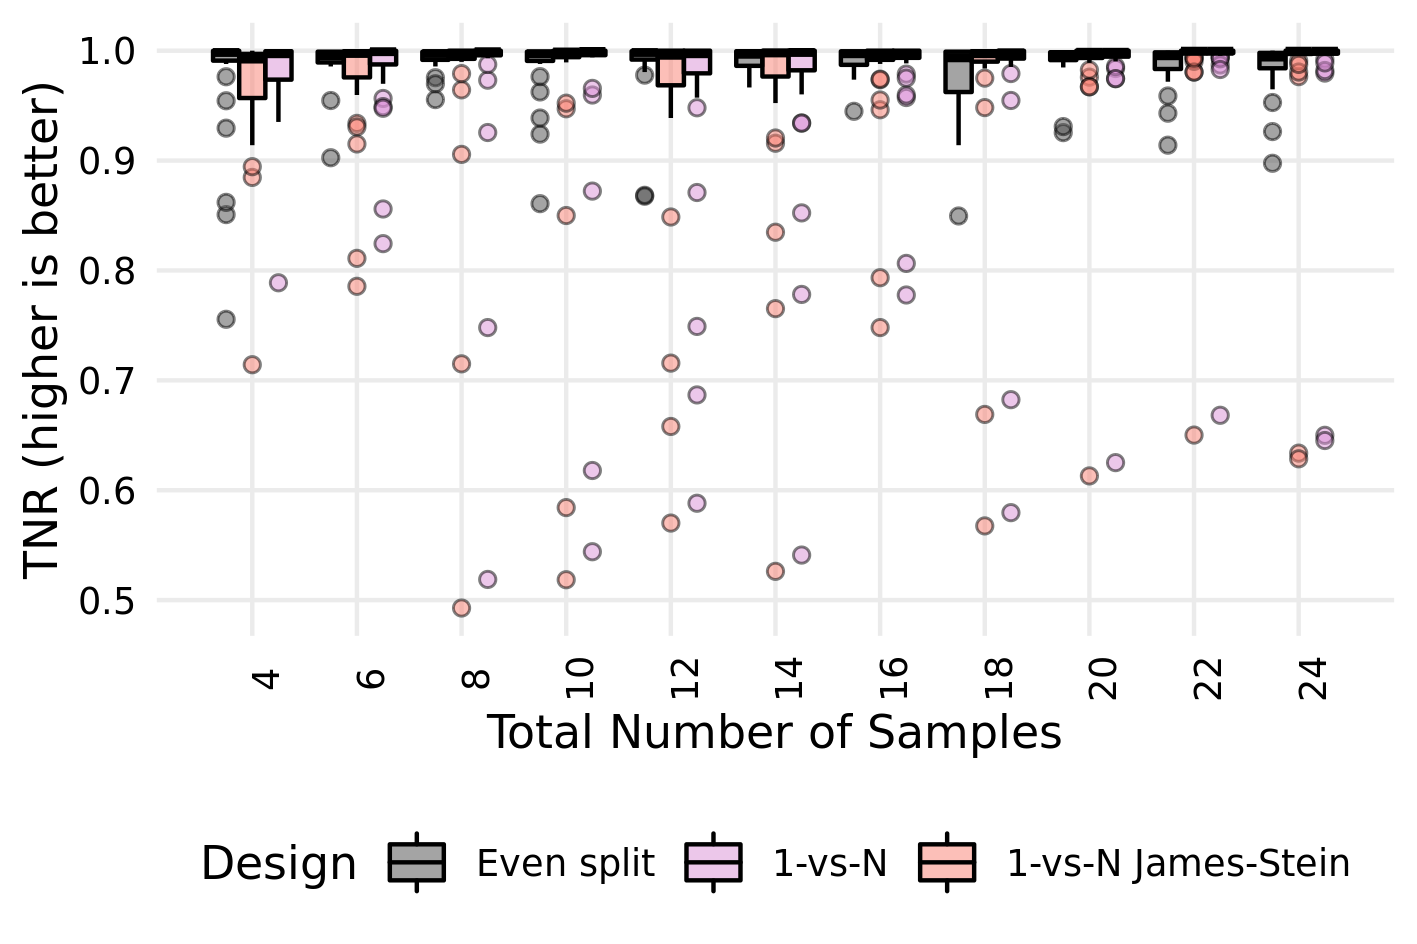 TNR (higher is better)
1.0
0.9
0.8
0.7
0.6
0.5
4 6 8 10 12 14 16 18 20 22 24
Total Number of Samples
Design Even split 1-vs-N 1-vs-N James-Stein